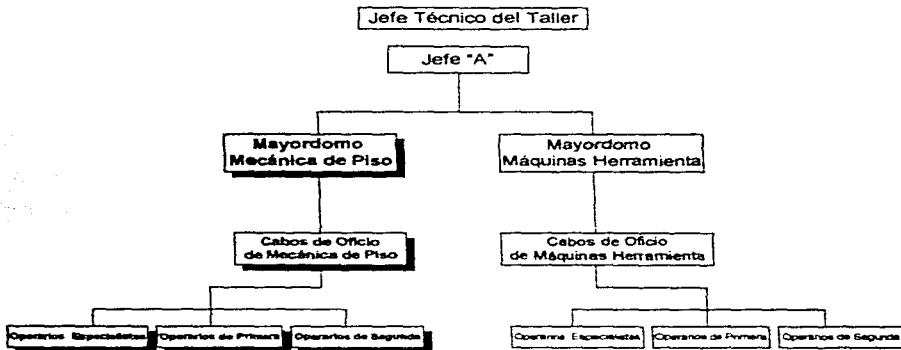 Jefe Técnico del Taller
Jefe "A"
Mayordomo
Mecánica de Piso
Mayordomo
Máquinas Herramienta
Cabos de Oficio
de Mecánica de Piso
Cabos de Oficio
de Máquinas Herramienta
Operarios Especialistas
Operarios de Primera
Operarios de Segunda
Operarios Especialistas
Operarios de Primera
Operarios de Segunda